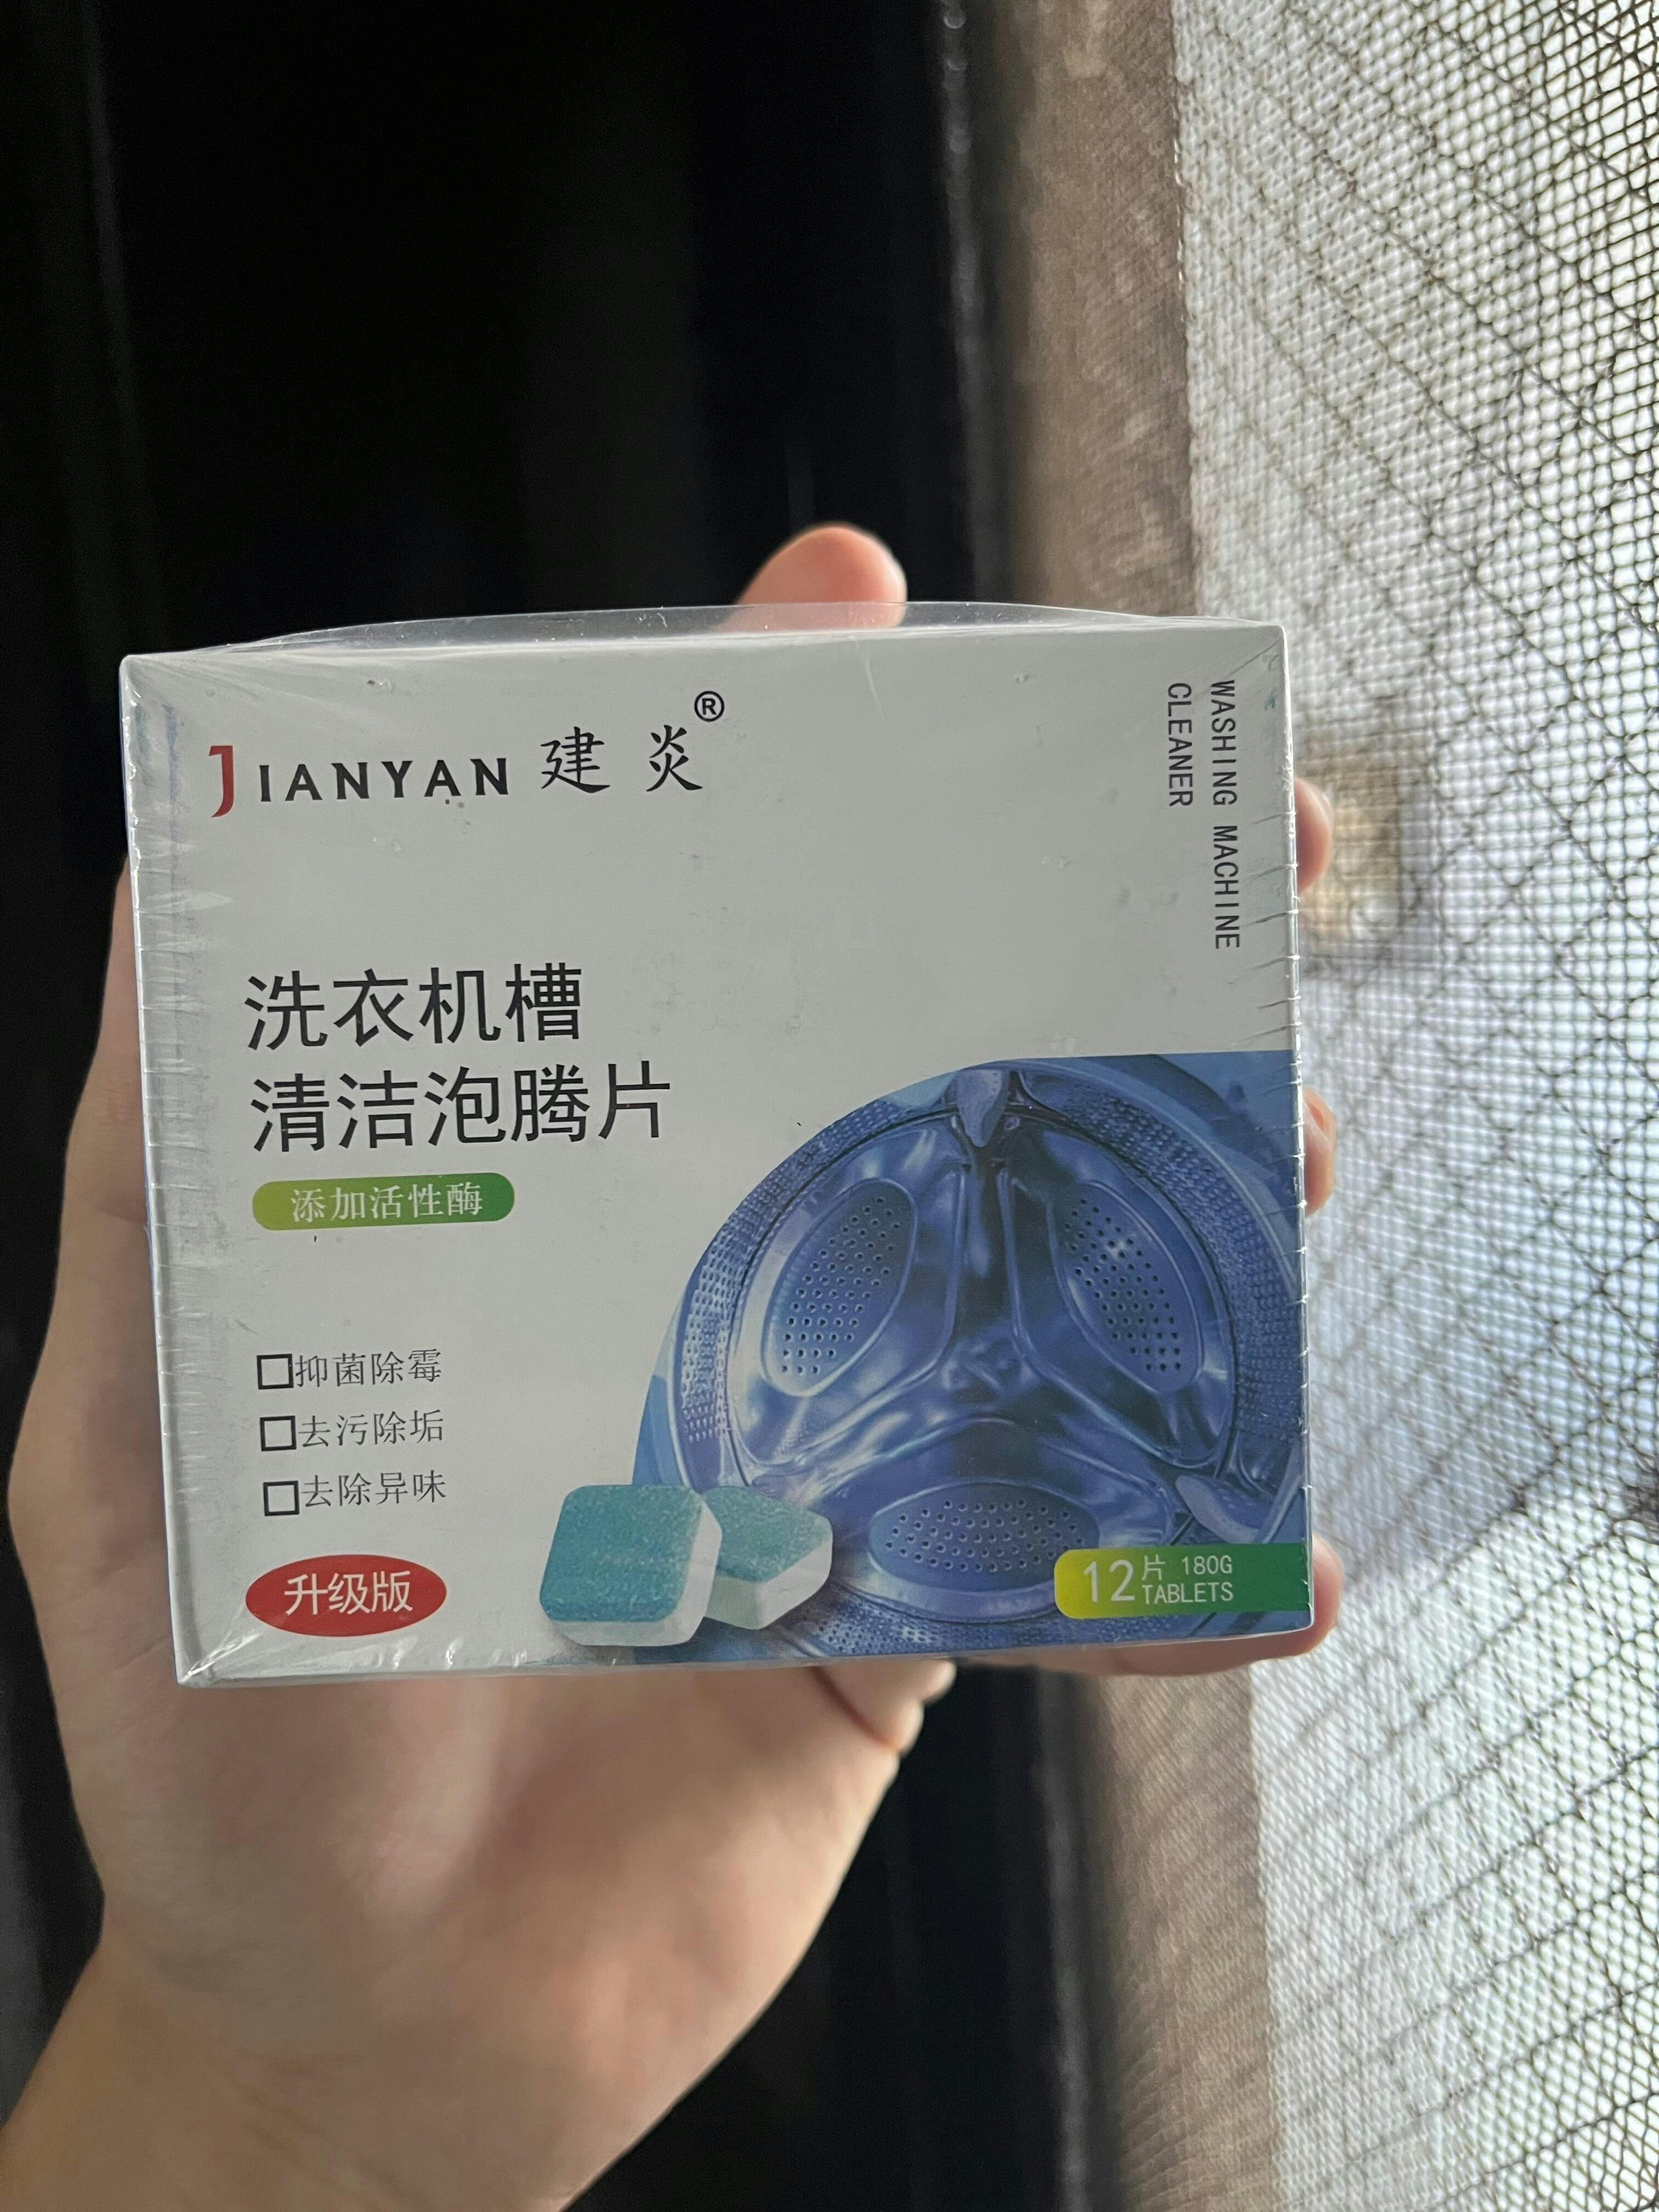 JIANYAN 建炎®
WASHING MACHINE
CLEANER
洗衣机槽
清洁泡腾片
添加活性酶
□抑菌除霉
□去污除垢
□去除异味
升级版
12片 180G
TABLETS